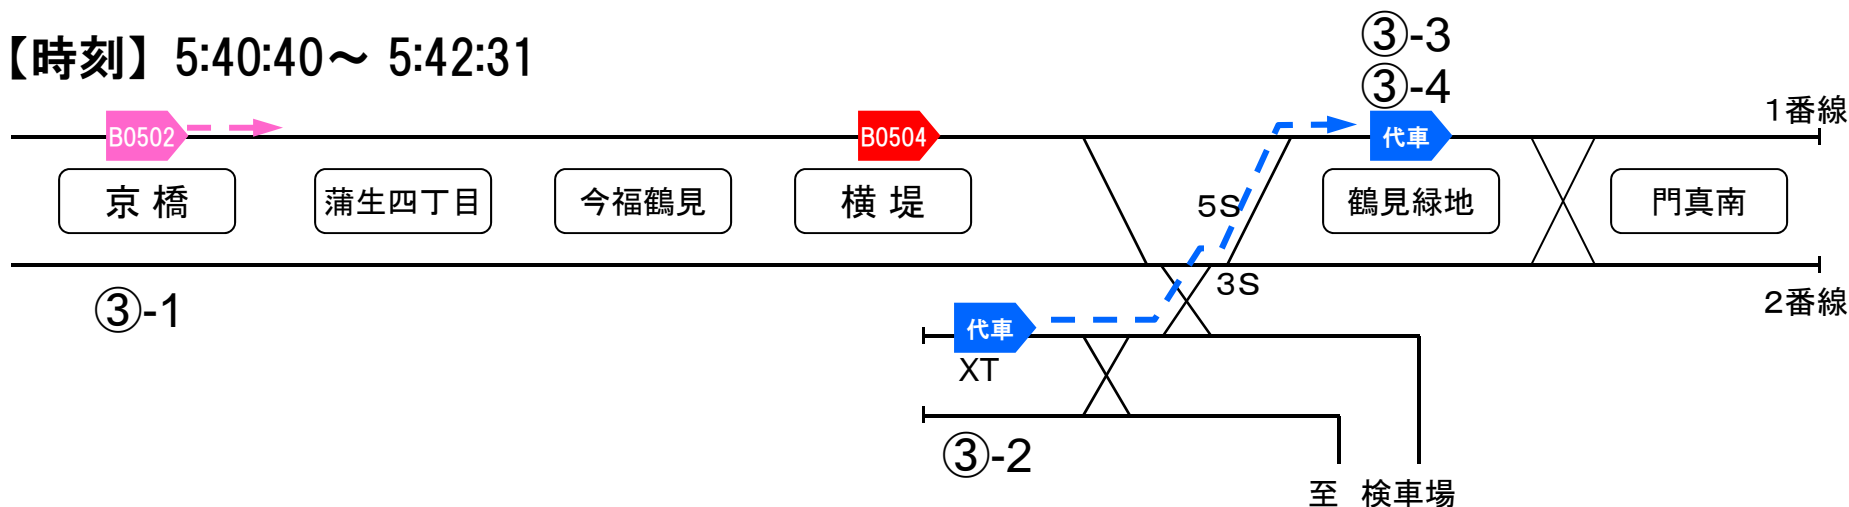 【時刻】 5:40:40～ 5:42:31
③-3
③-4
1番線
B0502
B0504
代車
京橋
蒲生四丁目
今福鶴見
横堤
5S
鶴見緑地
門真南
3S
2番線
③-1
代車
XT
③-2
至 検車場